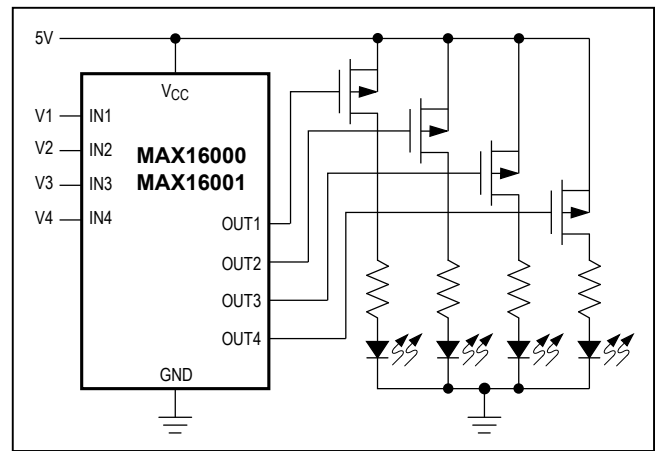 5V
VCC
V1 IN1
V2 IN2
V3 IN3
V4 IN4
MAX16000
MAX16001
OUT1
OUT2
OUT3
OUT4
GND